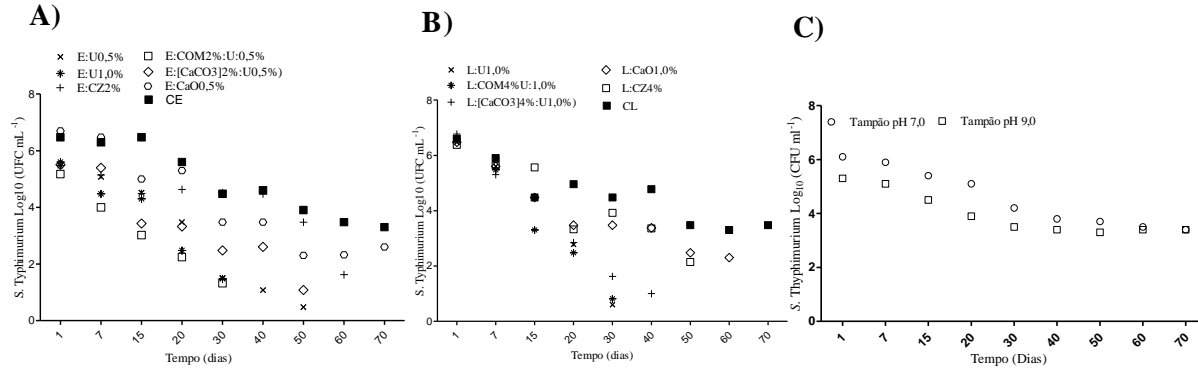 A)
E:U0,5%
E:U1,0%
E:CZ2%
E:COM2%:U:0,5%
E:[CaCO3]2%:U0,5%)
E:CaO0,5%
CE
S. Typhimurium Log10 (UFC mL -1)
8
6
4
2
0
1
7
15
20
30
40
50
60
70
Tempo (dias)
B)
L:U1,0%
L:COM4%U:1,0%
L:[CaCO3]4%:U1,0%)
L:CaO1,0%
L:CZ4%
CL
S. Typhimurium Log10 (UFC mL -1)
8
6
4
2
0
1
7
15
20
30
40
50
60
70
Tempo (dias)
C)
Tampão pH 7,0
Tampão pH 9,0
S. Thyphimurium Log10 (CFU ml-1)
8
6
4
2
0
1
7
15
20
30
40
50
60
70
Tempo (Dias)